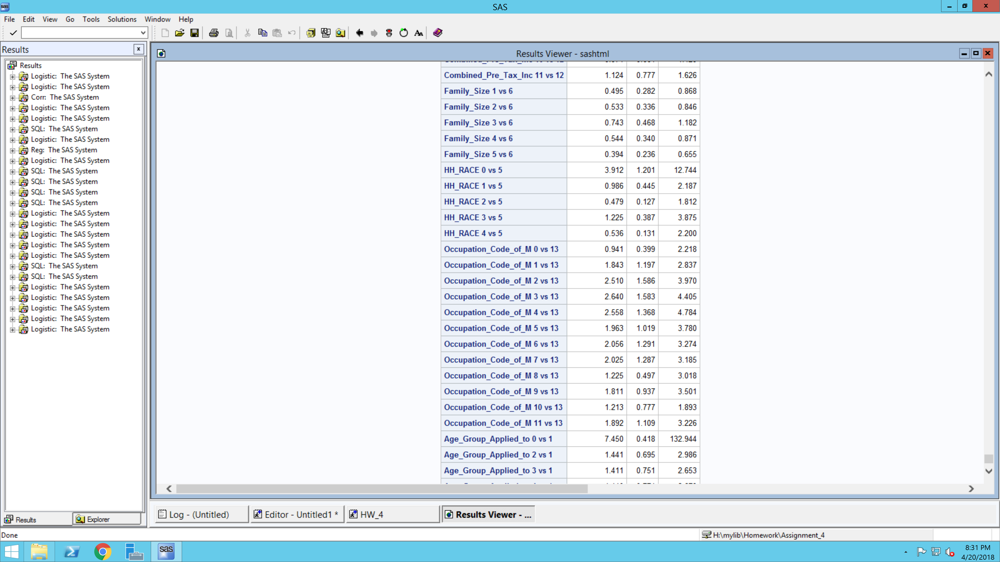 sas
SAS
File Edit View Go Tools Solutions Window Help
Results
Results Viewer - sashtml
Results
Logistic: The SAS System
Logistic: The SAS System
Corr: The SAS System
Logistic: The SAS System
Logistic: The SAS System
SQL: The SAS System
Logistic: The SAS System
Reg: The SAS System
Logistic: The SAS System
SQL: The SAS System
SQL: The SAS System
SQL: The SAS System
SQL: The SAS System
Logistic: The SAS System
Logistic: The SAS System
Logistic: The SAS System
Logistic: The SAS System
Logistic: The SAS System
SQL: The SAS System
SQL: The SAS System
Logistic: The SAS System
Logistic: The SAS System
Logistic: The SAS System
Logistic: The SAS System
Logistic: The SAS System
Results Explorer
Combined_Pre_Tax_Inc 11 vs 12 1.124 0.777 1.626
Family_Size 1 vs 6 0.495 0.282 0.868
Family_Size 2 vs 6 0.533 0.336 0.846
Family_Size 3 vs 6 0.743 0.468 1.182
Family_Size 4 vs 6 0.544 0.340 0.871
Family_Size 5 vs 6 0.394 0.236 0.655
HH_RACE 0 vs 5 3.912 1.201 12.744
HH_RACE 1 vs 5 0.986 0.445 2.187
HH_RACE 2 vs 5 0.479 0.127 1.812
HH_RACE 3 vs 5 1.225 0.387 3.875
HH_RACE 4 vs 5 0.536 0.131 2.200
Occupation_Code_of_M 0 vs 13 0.941 0.399 2.218
Occupation_Code_of_M 1 vs 13 1.843 1.197 2.837
Occupation_Code_of_M 2 vs 13 2.510 1.586 3.970
Occupation_Code_of_M 3 vs 13 2.640 1.583 4.405
Occupation_Code_of_M 4 vs 13 2.558 1.368 4.784
Occupation_Code_of_M 5 vs 13 1.963 1.019 3.780
Occupation_Code_of_M 6 vs 13 2.056 1.291 3.274
Occupation_Code_of_M 7 vs 13 2.025 1.287 3.185
Occupation_Code_of_M 8 vs 13 1.225 0.497 3.018
Occupation_Code_of_M 9 vs 13 1.811 0.937 3.501
Occupation_Code_of_M 10 vs 13 1.213 0.777 1.893
Occupation_Code_of_M 11 vs 13 1.892 1.109 3.226
Age_Group_Applied_to 0 vs 1 7.450 0.418 132.944
Age_Group_Applied_to 2 vs 1 1.441 0.695 2.986
Age_Group_Applied_to 3 vs 1 1.411 0.751 2.653
Log - (Untitled) Editor - Untitled1 * HW_4 Results Viewer - ...
Done H:\mylib\Homework\Assignment_4
sas
8:31 PM
4/20/2018